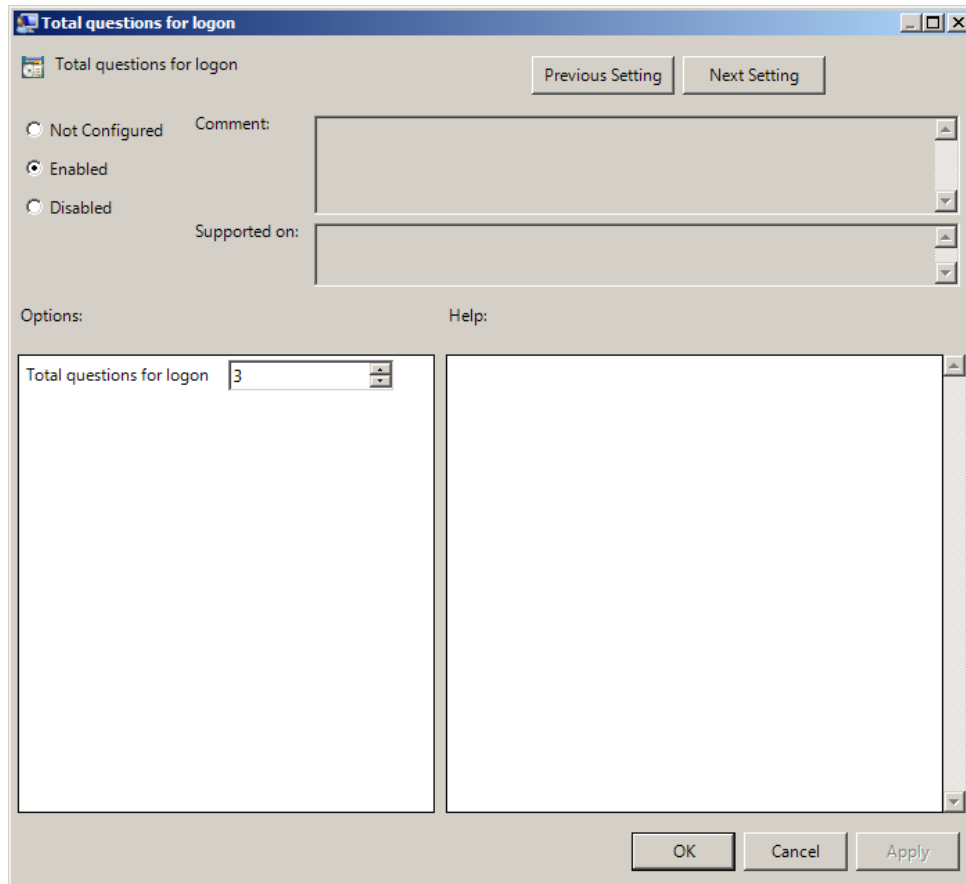 Total questions for logon
Total questions for logon
Previous Setting
Next Setting
Not Configured
Comment:
Enabled
Disabled
Supported on:
Options:
Help:
Total questions for logon 3
OK
Cancel
Apply